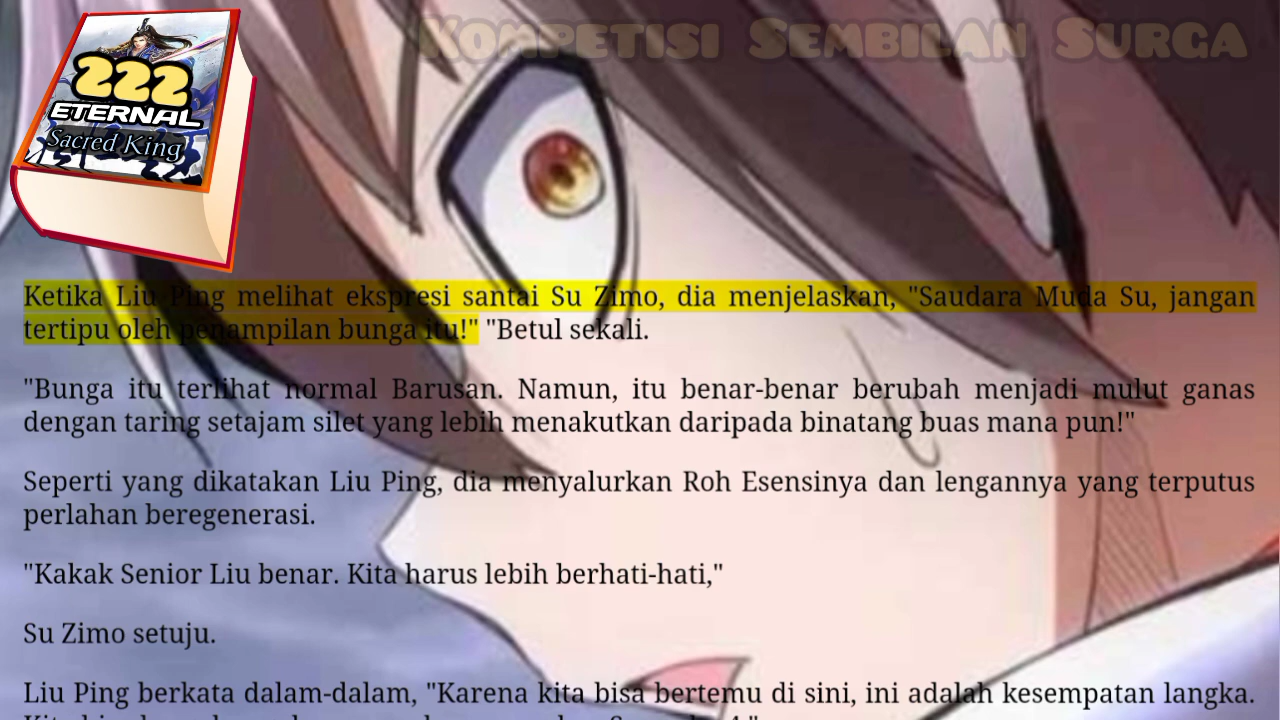 Kompetisi Sembilan Surga
222
ETERNAL
Sacred King
Ketika Liu Ping melihat ekspresi santai Su Zimo, dia menjelaskan, "Saudara Muda Su, jangan
tertipu oleh penampilan bunga itu!" "Betul sekali.
"Bunga itu terlihat normal Barusan. Namun, itu benar-benar berubah menjadi mulut ganas
dengan taring setajam silet yang lebih menakutkan daripada binatang buas mana pun!"
Seperti yang dikatakan Liu Ping, dia menyalurkan Roh Esensinya dan lengannya yang terputus
perlahan beregenerasi.
"Kakak Senior Liu benar. Kita harus lebih berhati-hati,"
Su Zimo setuju.
Liu Ping berkata dalam-dalam, "Karena kita bisa bertemu di sini, ini adalah kesempatan langka.